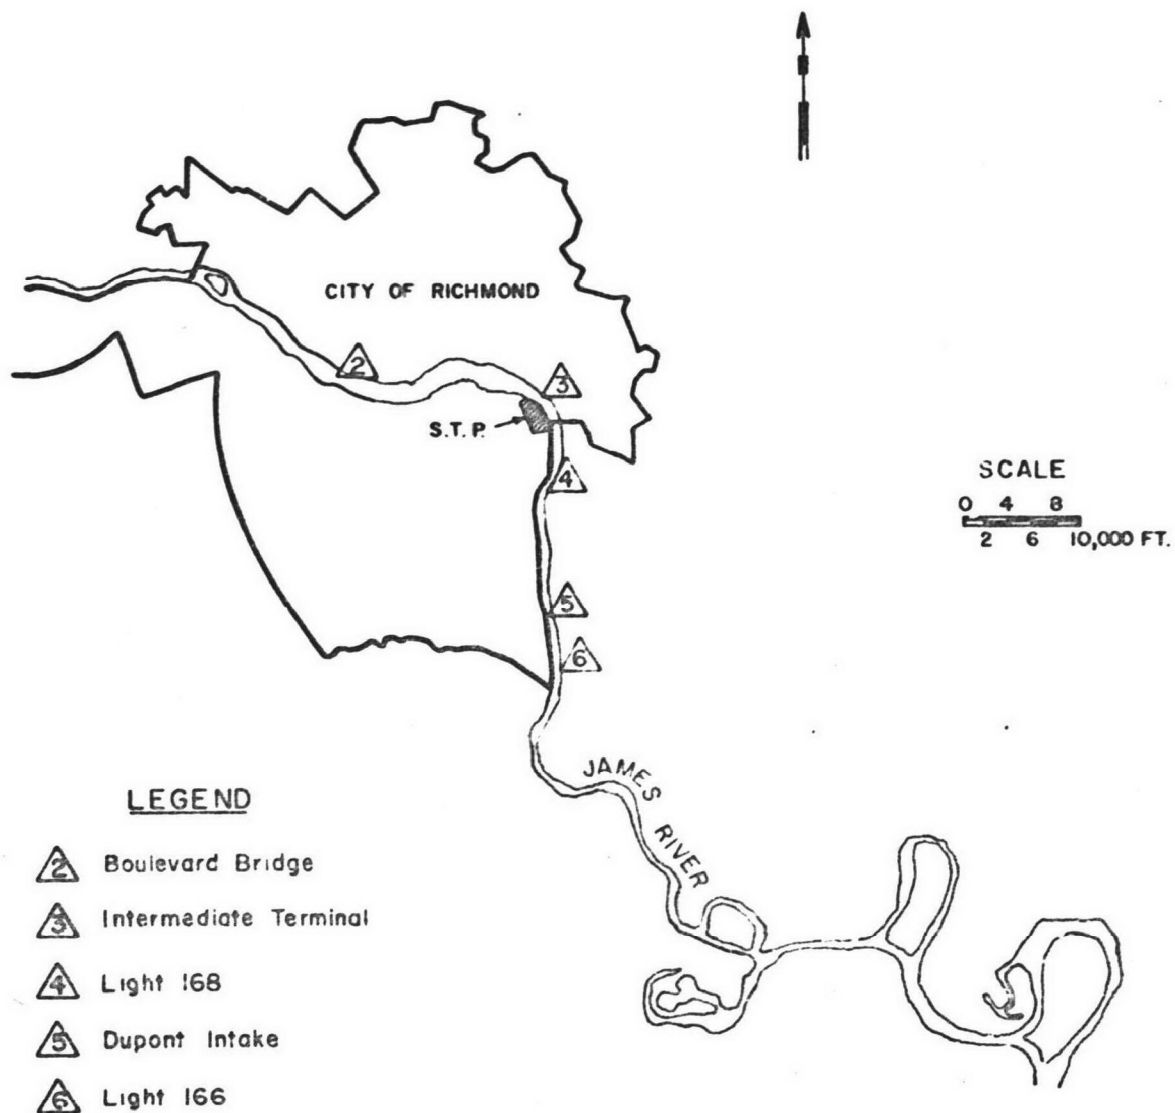 CITY OF RICHMOND
2
3
S.T.P.
4
SCALE
0 4 8
2 6 10,000 FT.
5
6
JAMES
RIVER
LEGEND
2 Boulevard Bridge
3 Intermediate Terminal
4 Light 168
5 Dupont Intake
6 Light 166